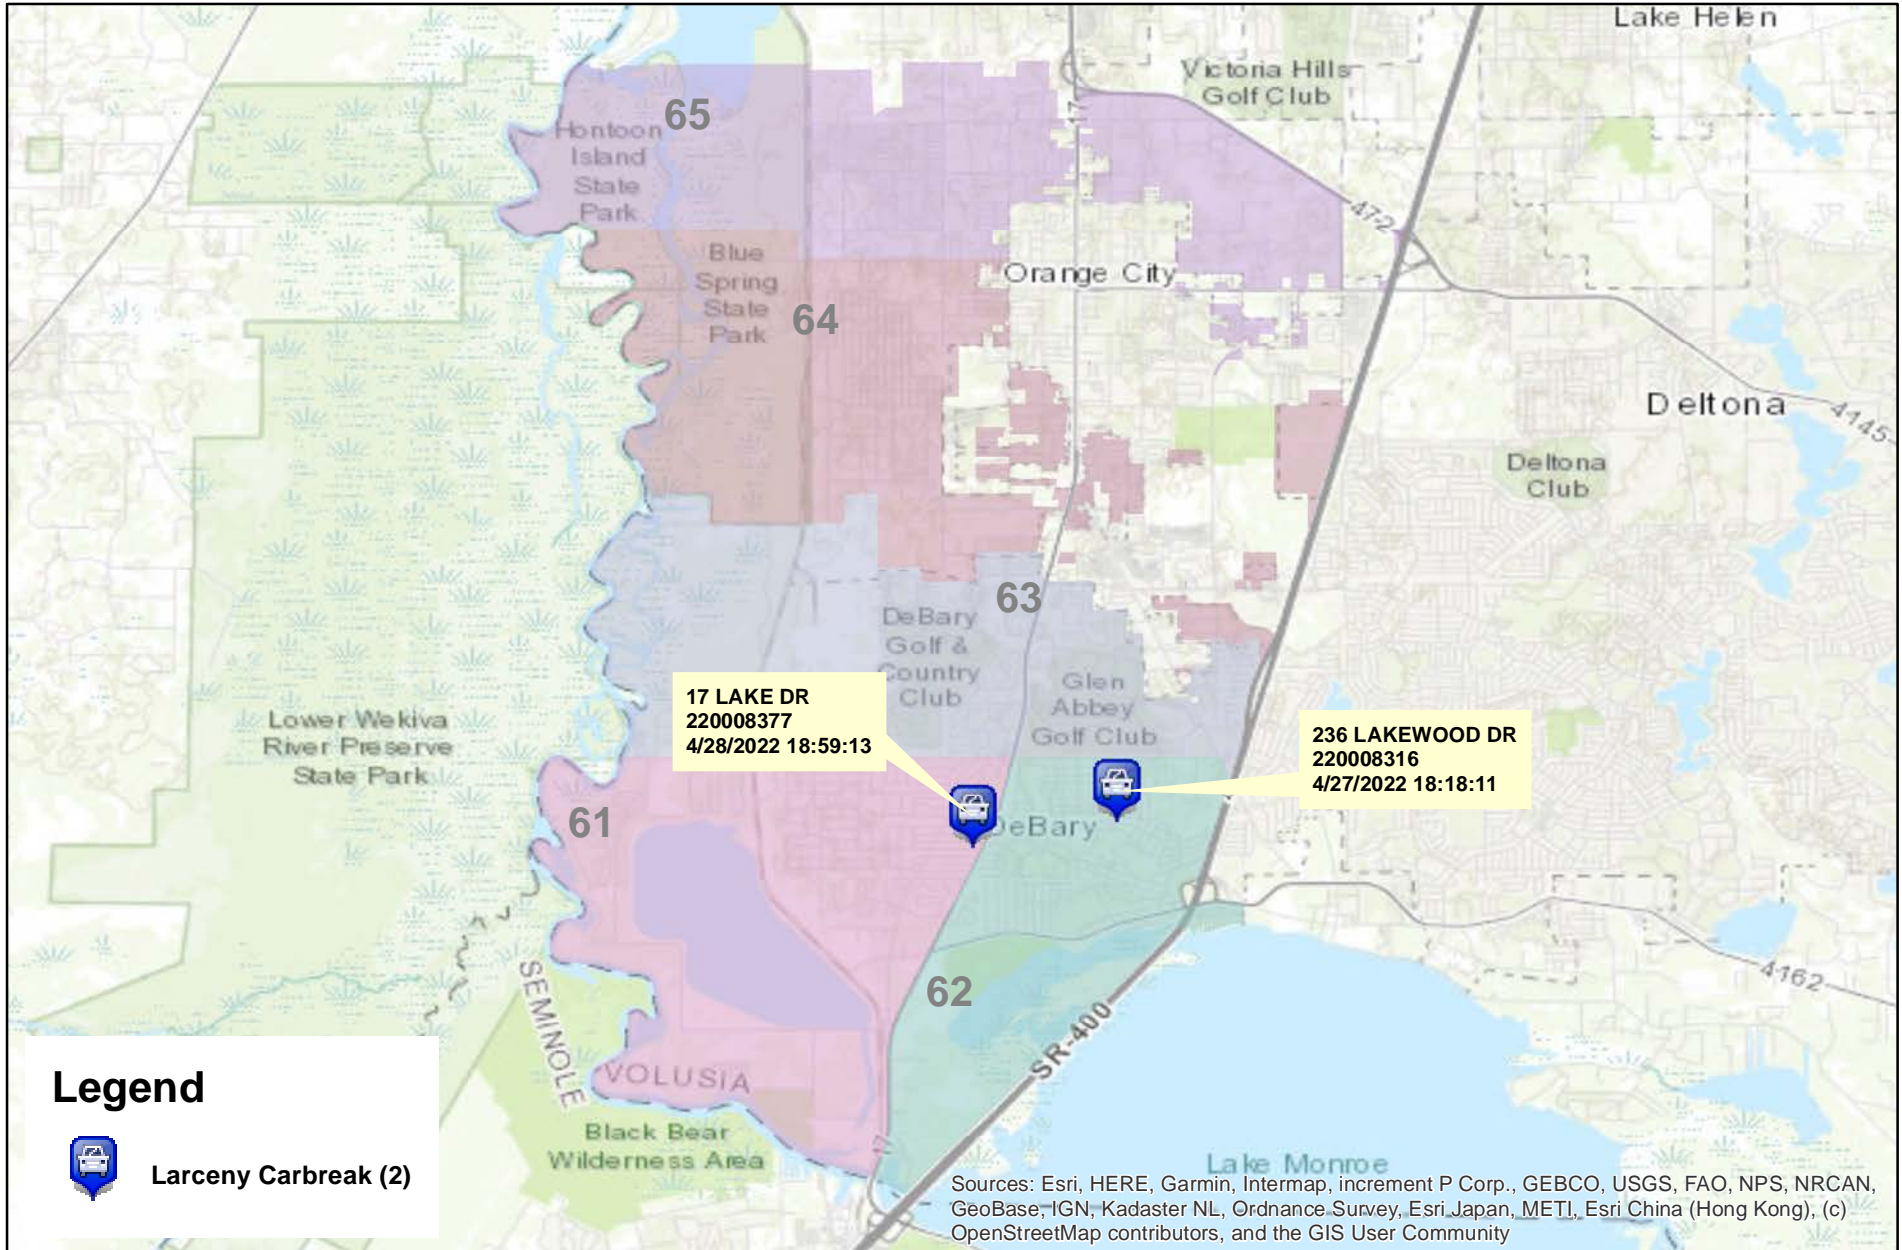 Lake Helen
Victoria Hills
Golf Club
17
65
Hontoon
Island
State
Park
472
Blue
Spring
State
Park
64
Orange City
Deltona
4145
Deltona
Club
63
DeBary
Golf &
Country
Club
Glen
Abbey
Golf Club
17 LAKE DR
220008377
4/28/2022 18:59:13
236 LAKEWOOD DR
220008316
4/27/2022 18:18:11
Lower Wekiva
River Preserve
State Park
61
DeBary
62
4162
SEMINOLE
VOLUSIA
SR-400
Black Bear
Wilderness Area
17
Lake Monroe
Legend
Larceny Carbreak (2)
Sources: Esri, HERE, Garmin, Intermap, increment P Corp., GEBCO, USGS, FAO, NPS, NRCAN,
GeoBase, IGN, Kadaster NL, Ordnance Survey, Esri Japan, METI, Esri China (Hong Kong), (c)
OpenStreetMap contributors, and the GIS User Community